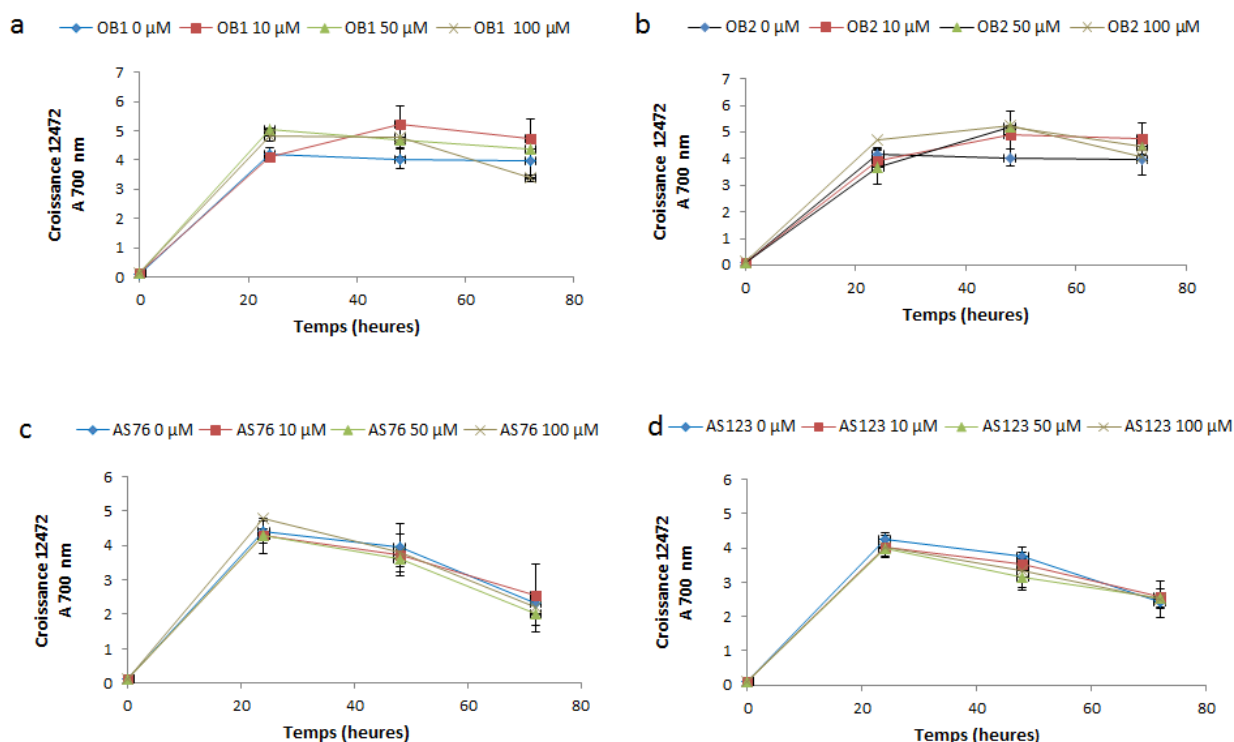 a
OB1 0 µM OB1 10 µM OB1 50 µM OB1 100 µM
7
6
5
4
3
2
1
0
0 20 40 60 80
Croissance 12472
A 700 nm
Temps (heures)
b
OB2 0 µM OB2 10 µM OB2 50 µM OB2 100 µM
7
6
5
4
3
2
1
0
0 20 40 60 80
Croissance 12472
A 700 nm
Temps (heures)
c
AS76 0 µM AS76 10 µM AS76 50 µM AS76 100 µM
6
5
4
3
2
1
0
0 20 40 60 80
Croissance 12472
A 700 nm
Temps (heures)
d
AS123 0 µM AS123 10 µM AS123 50 µM AS123 100 µM
6
5
4
3
2
1
0
0 20 40 60 80
Croissance 12472
A 700 nm
Temps (heures)